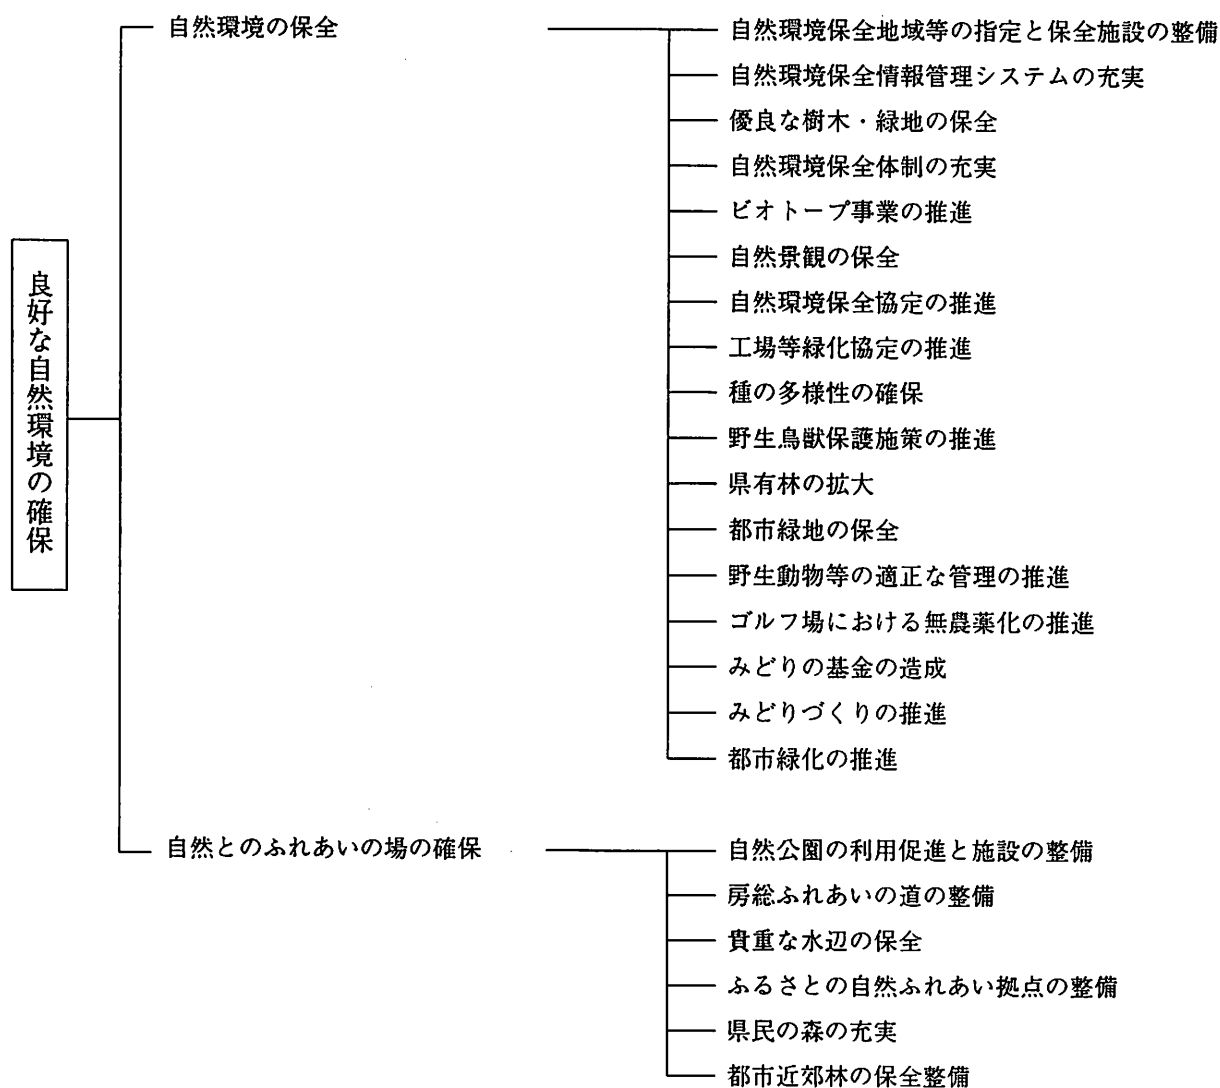 良好な自然環境の確保
自然環境の保全
自然環境保全地域等の指定と保全施設の整備
自然環境保全情報管理システムの充実
優良な樹木・緑地の保全
自然環境保全体制の充実
ビオトープ事業の推進
自然景観の保全
自然環境保全協定の推進
工場等緑化協定の推進
種の多様性の確保
野生鳥獣保護施策の推進
県有林の拡大
都市緑地の保全
野生動物等の適正な管理の推進
ゴルフ場における無農薬化の推進
みどりの基金の造成
みどりづくりの推進
都市緑化の推進
自然とのふれあいの場の確保
自然公園の利用促進と施設の整備
房総ふれあいの道の整備
貴重な水辺の保全
ふるさとの自然ふれあい拠点の整備
県民の森の充実
都市近郊林の保全整備